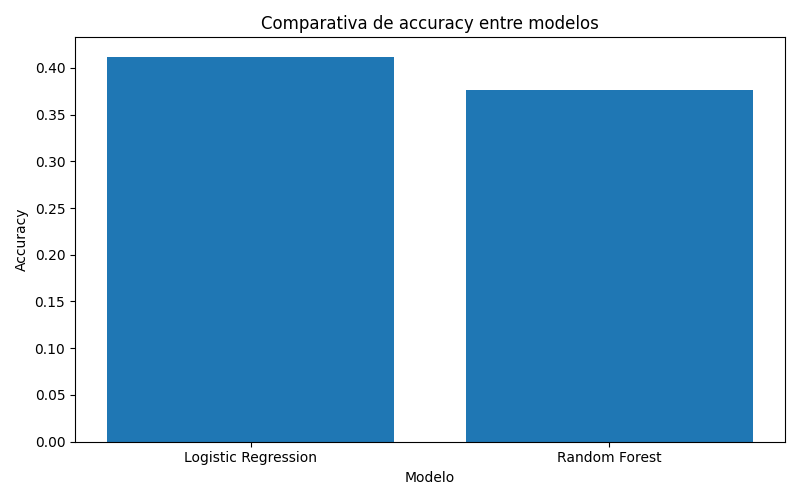 Comparativa de accuracy entre modelos
0.40
0.35
0.30
0.25
0.20
0.15
0.10
0.05
0.00
Accuracy
Logistic Regression
Random Forest
Modelo